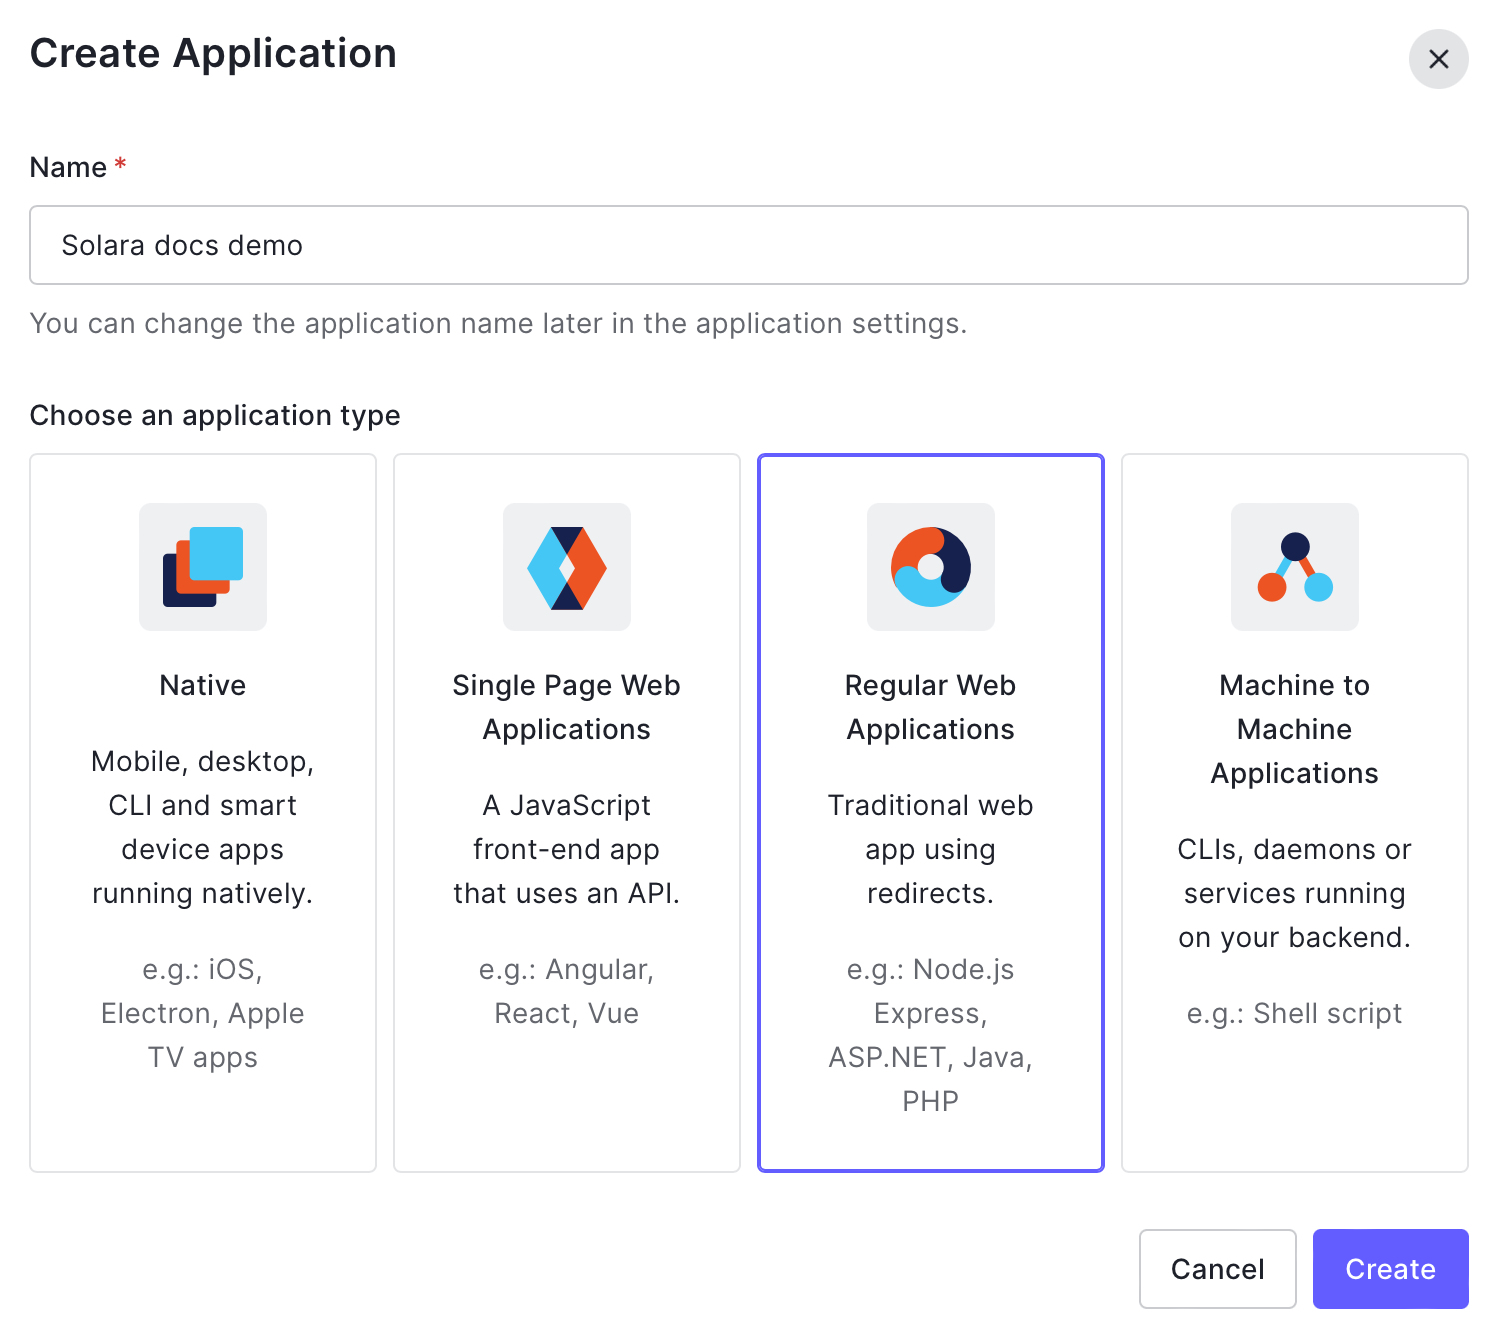 Create Application
Name *
Solara docs demo
You can change the application name later in the application settings.
Choose an application type
Native
Mobile, desktop,
CLI and smart
device apps
running natively.
e.g.: iOS,
Electron, Apple
TV apps
Single Page Web
Applications
A JavaScript
front-end app
that uses an API.
e.g.: Angular,
React, Vue
Regular Web
Applications
Traditional web
app using
redirects.
e.g.: Node.js
Express,
ASP.NET, Java,
PHP
Machine to
Machine
Applications
CLIs, daemons or
services running
on your backend.
e.g.: Shell script
Cancel
Create